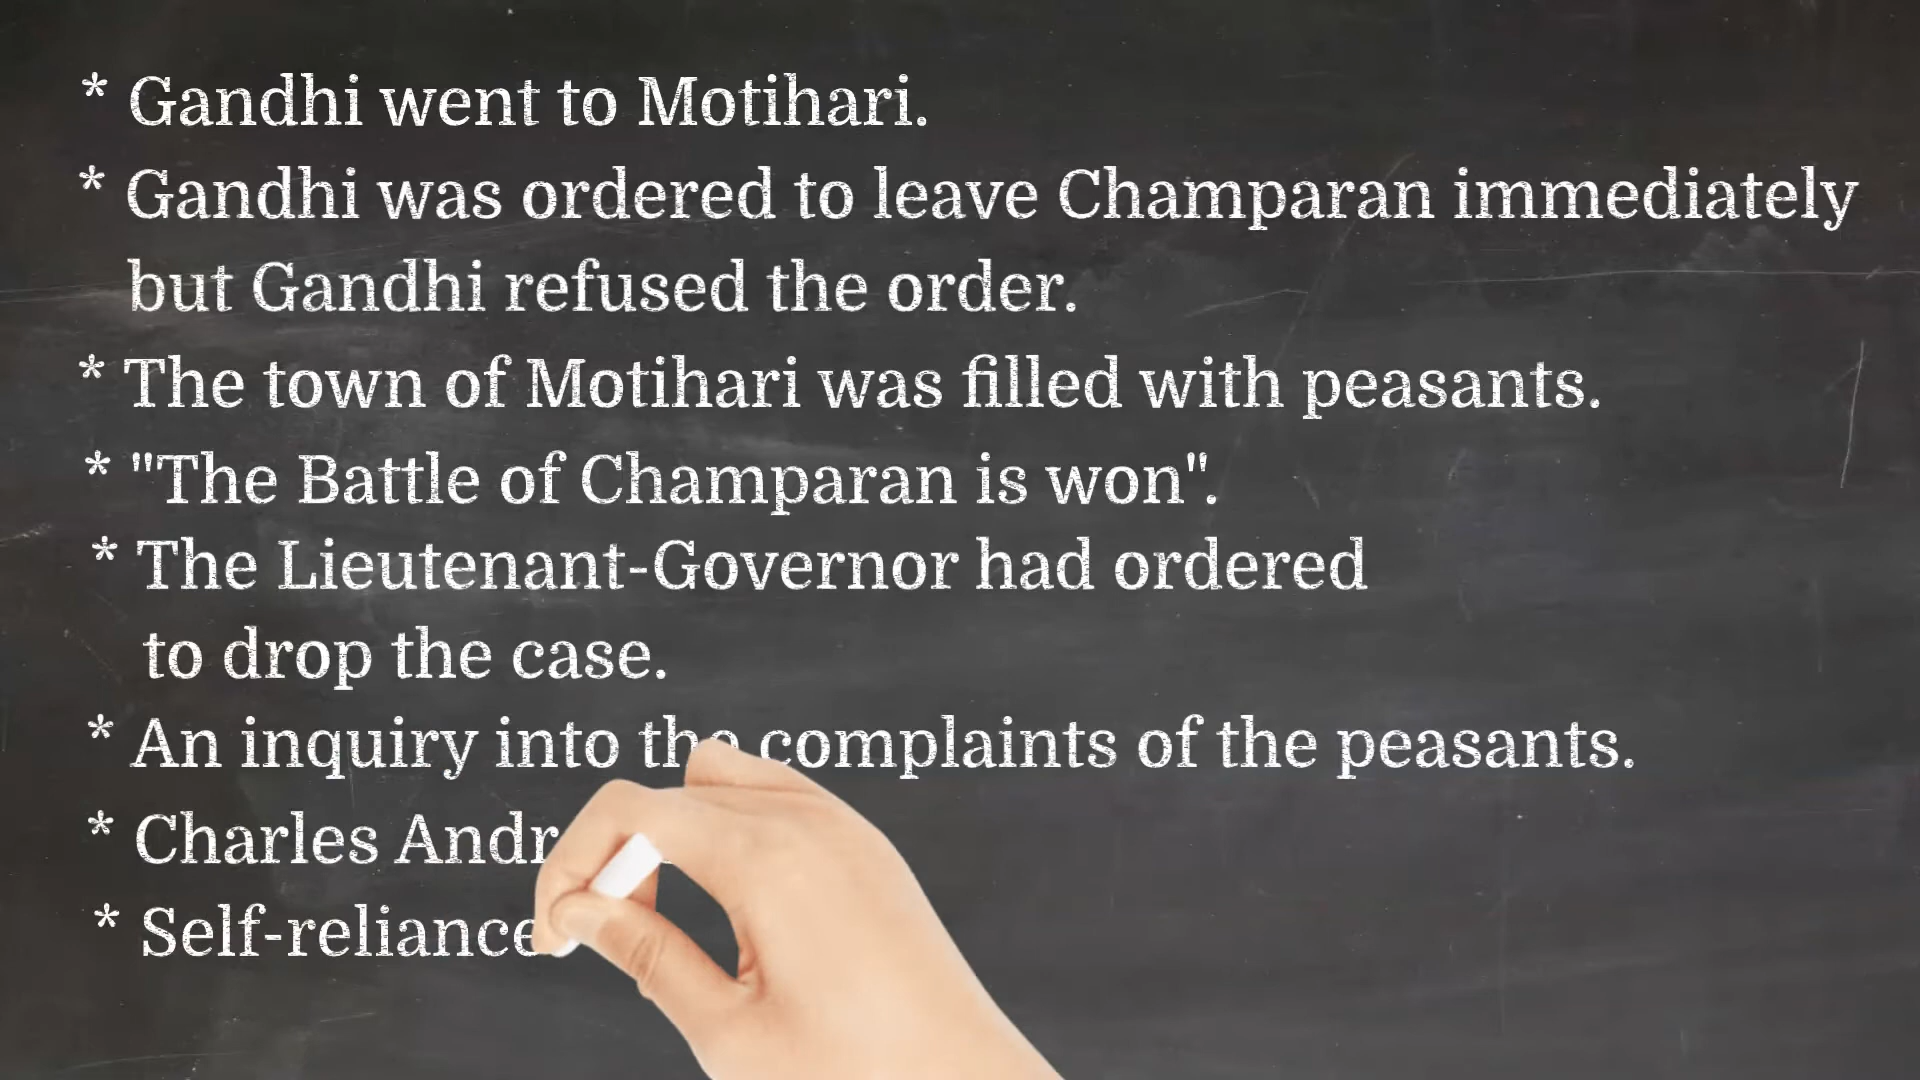 * Gandhi went to Motihari.
* Gandhi was ordered to leave Champaran immediately
but Gandhi refused the order.
* The town of Motihari was filled with peasants.
* "The Battle of Champaran is won".
* The Lieutenant-Governor had ordered
to drop the case.
* An inquiry into the complaints of the peasants.
* Charles
* Self-reliance